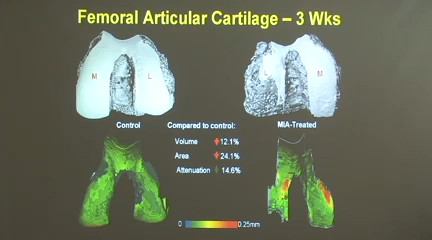 Femoral Articular Cartilage – 3 Wks
M
L
L
M
Control
Compared to control:
MIA-Treated
Volume 12.1%
Area 24.1%
Attenuation 14.6%
0
0.25mm